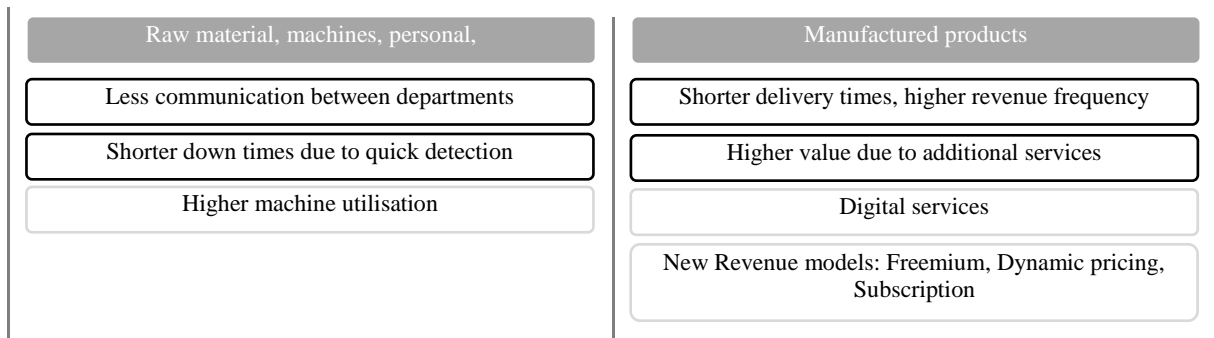 Raw material, machines, personal,
Less communication between departments
Shorter down times due to quick detection
Higher machine utilisation
Manufactured products
Shorter delivery times, higher revenue frequency
Higher value due to additional services
Digital services
New Revenue models: Freemium, Dynamic pricing,
Subscription